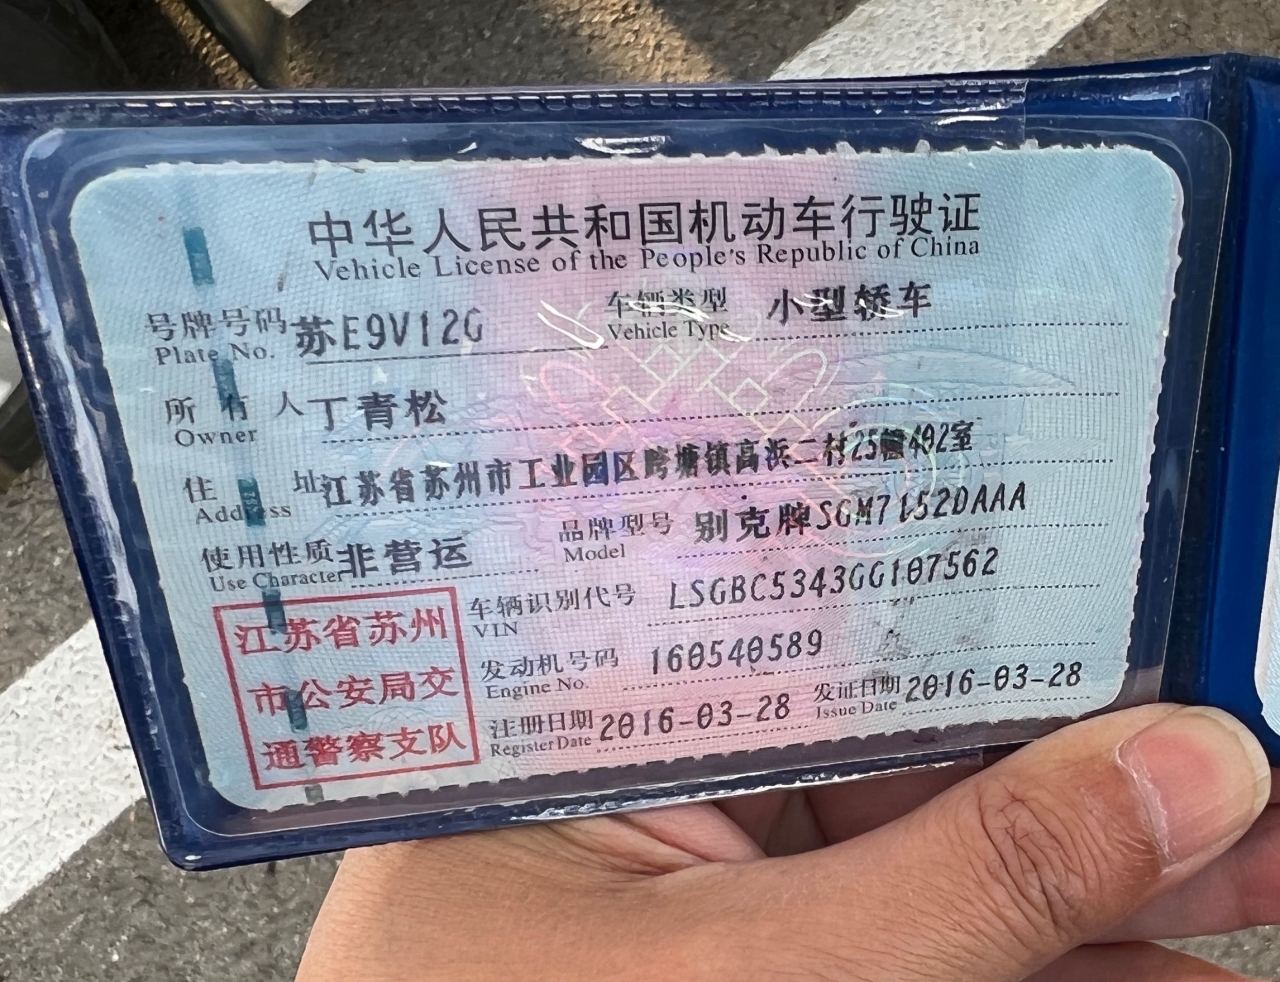 中华人民共和国机动车行驶证
Vehicle License of the People's Republic of China
号牌号码 苏E9V12G 车辆类型 小型轿车
Plate No. Vehicle Type
所有人 丁青松
Owner
住址 江苏省苏州市工业园区跨塘镇高浜二村25幢402室
Address
使用性质 非营运 品牌型号 别克牌SGM7152DAAA
Use Character Model
江苏省苏州
市公安局交
通警察支队
车辆识别代号 LSGBC5343GG107562
VIN
发动机号码 160540589
Engine No.
注册日期 2016-03-28 发证日期 2016-03-28
Register Date Issue Date